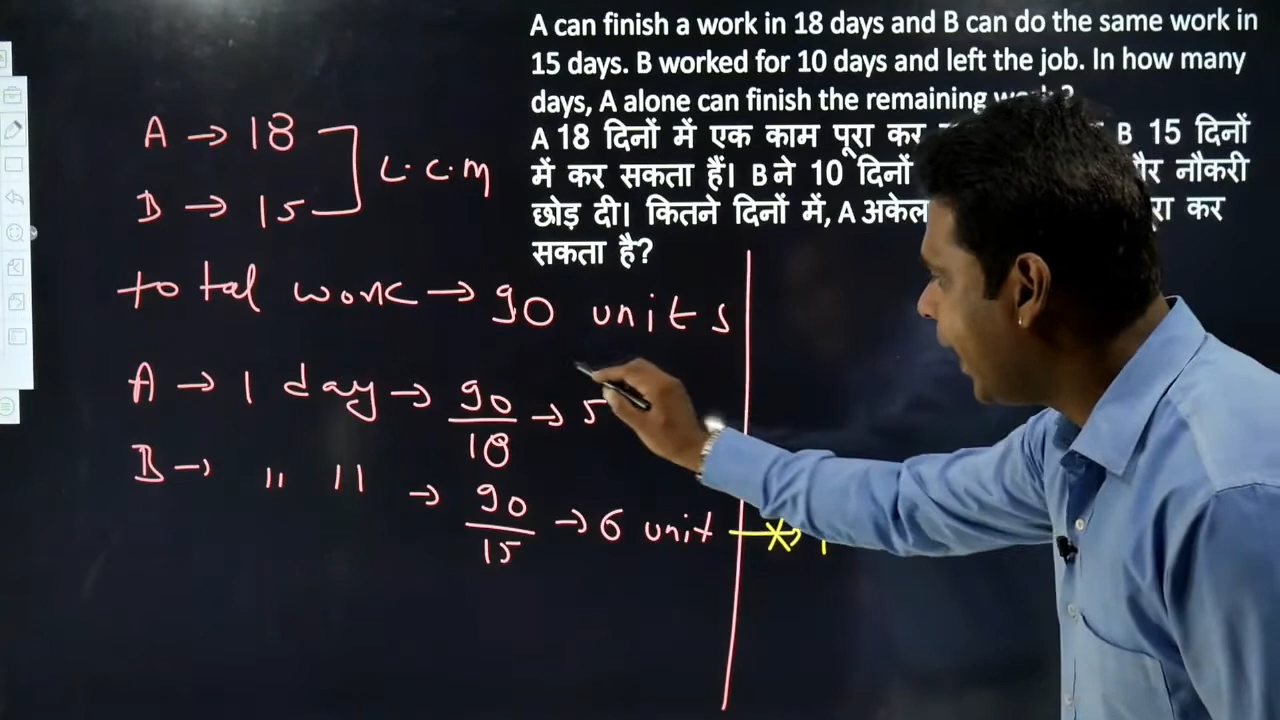 A can finish a work in 18 days and B can do the same work in
15 days. B worked for 10 days and left the job. In how many
days, A alone can finish the remaining
A 18 दिनों में एक काम पूरा कर B 15 दिनों
में कर सकता हैं। B ने 10 दिनों नौकरी
छोड़ दी। कितने दिनों में, A कर
सकता है?
A → 18
B → 15
L.C.M
total work → 90 units
A → 1 day → 90/18 → 5
B → " 11 → 90/15 → 6 unit